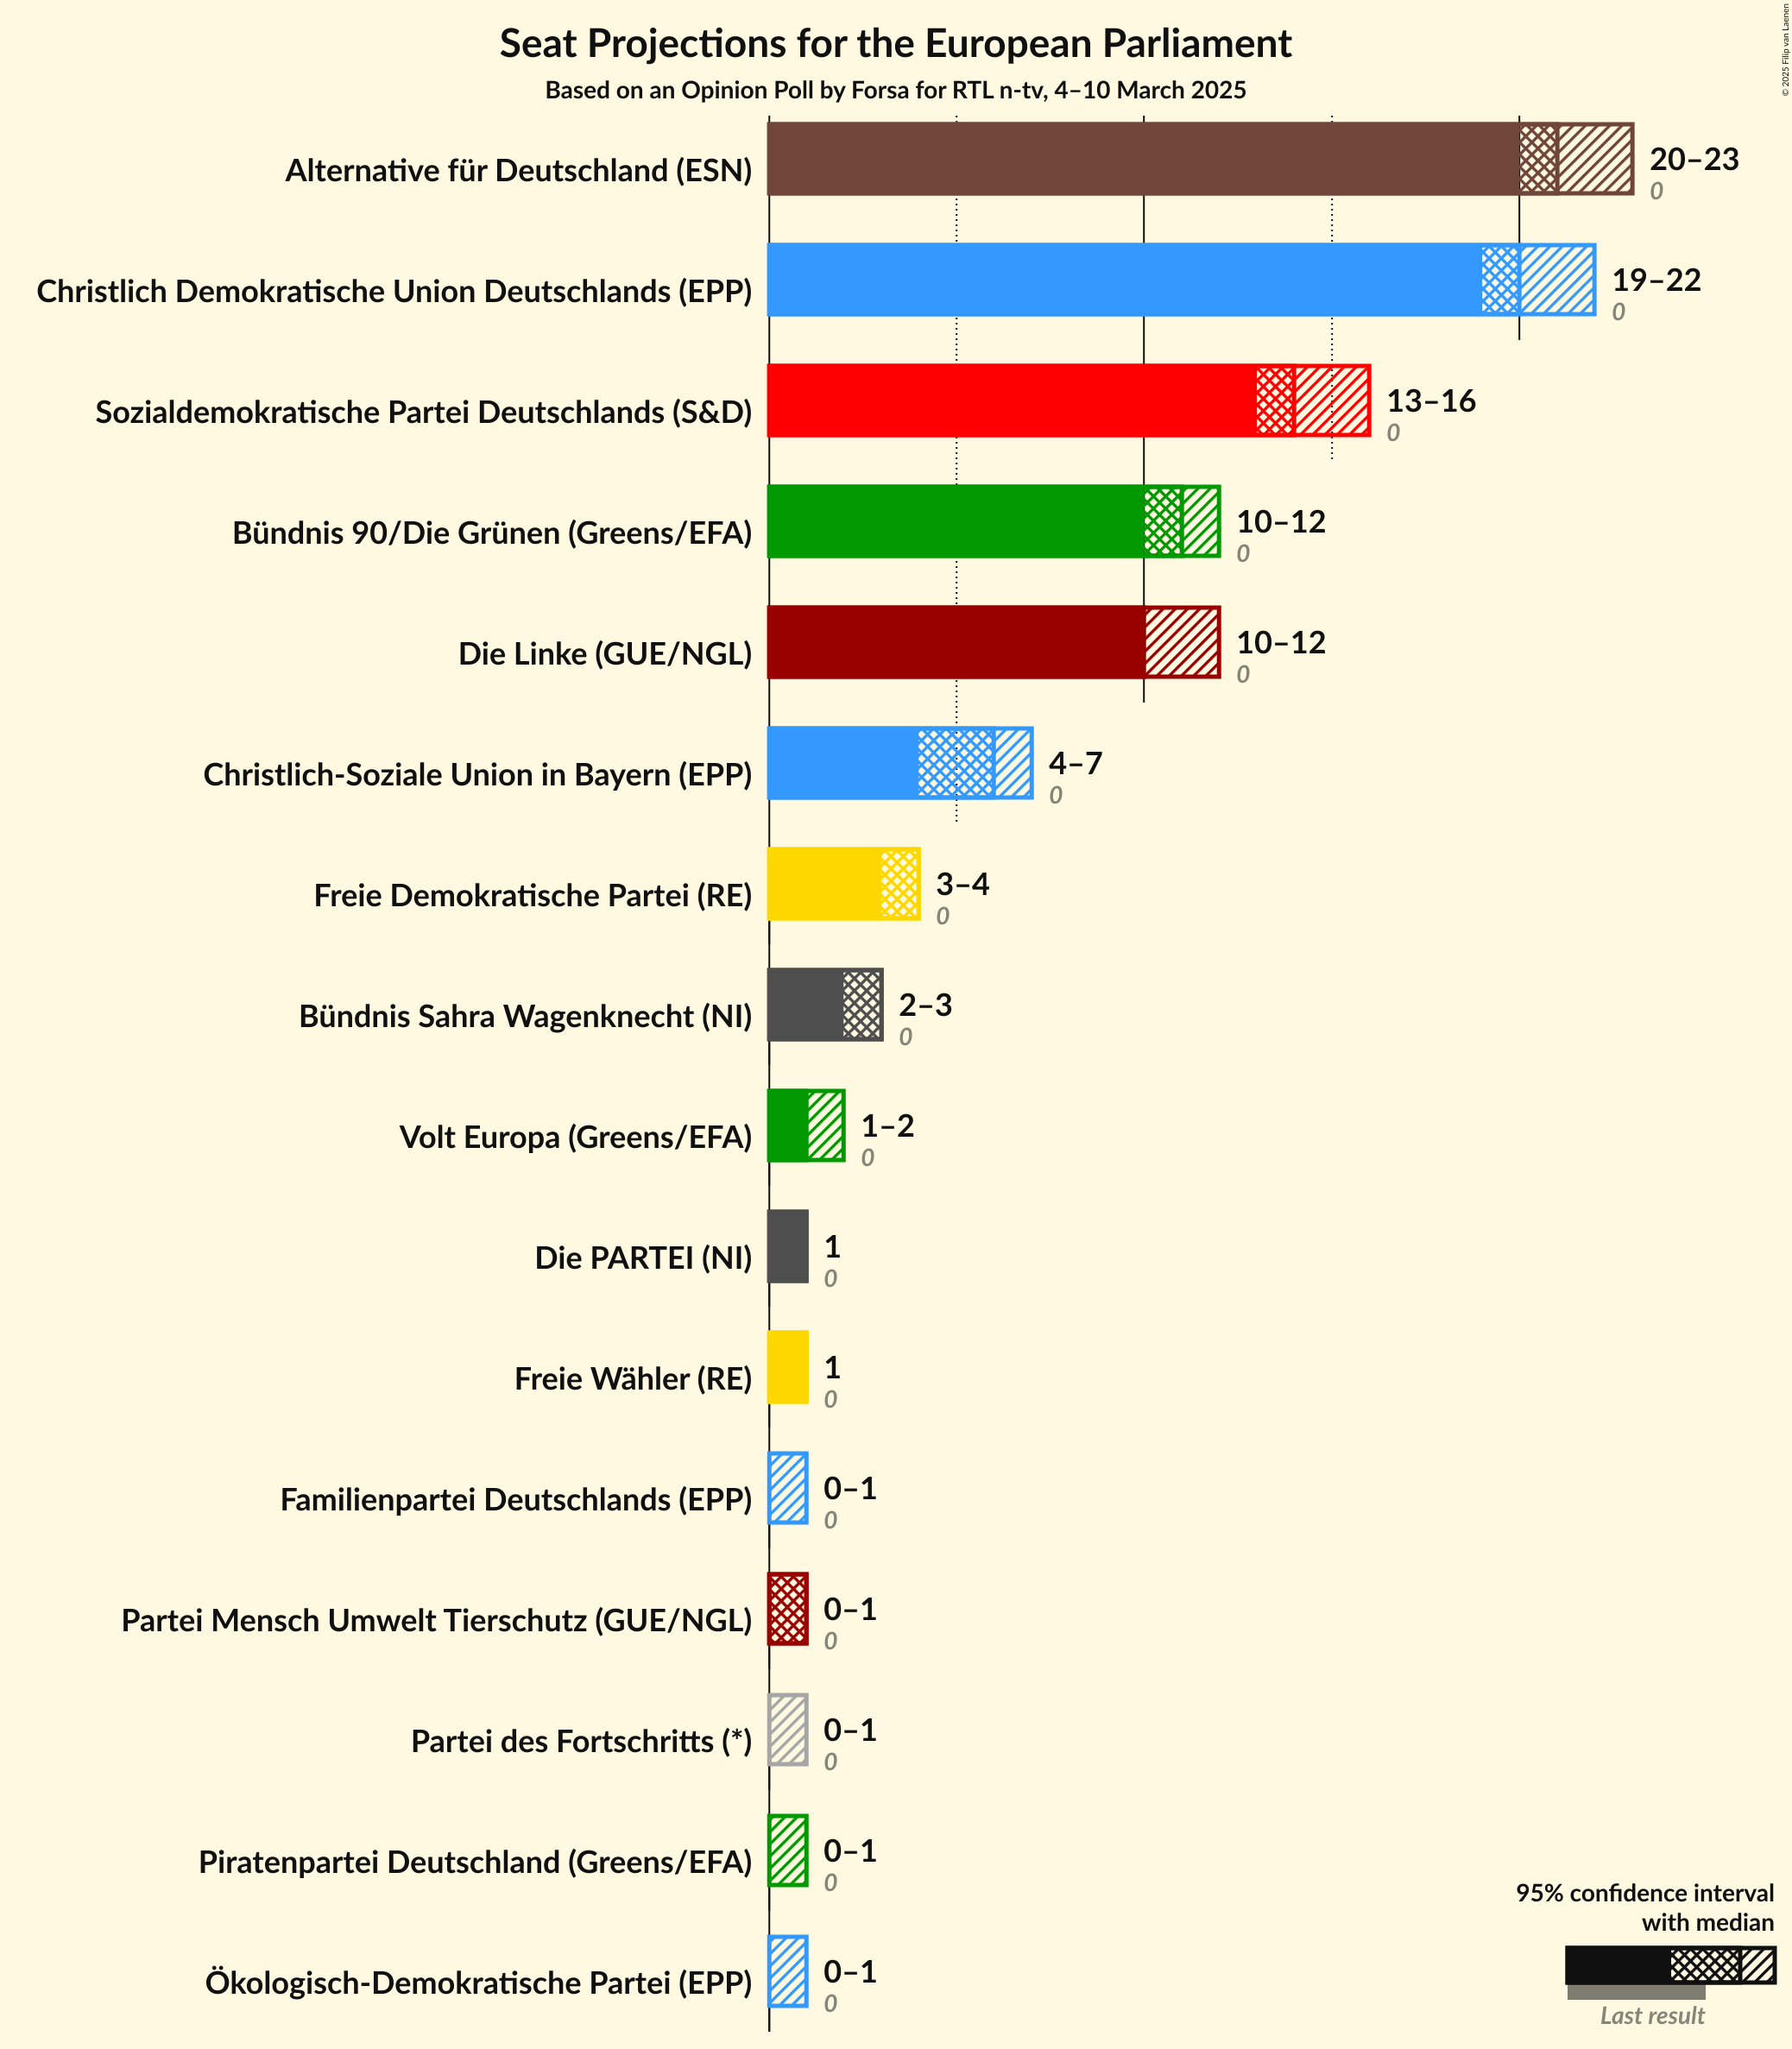 © 2025 Filip van Laenen
Seat Projections for the European Parliament
Based on an Opinion Poll by Forsa for RTL n-tv, 4–10 March 2025
Alternative für Deutschland (ESN)
20–23
0
Christlich Demokratische Union Deutschlands (EPP)
19–22
0
Sozialdemokratische Partei Deutschlands (S&D)
13–16
0
Bündnis 90/Die Grünen (Greens/EFA)
10–12
0
Die Linke (GUE/NGL)
10–12
0
Christlich-Soziale Union in Bayern (EPP)
4–7
0
Freie Demokratische Partei (RE)
3–4
0
Bündnis Sahra Wagenknecht (NI)
2–3
0
Volt Europa (Greens/EFA)
1–2
0
Die PARTEI (NI)
1
0
Freie Wähler (RE)
1
0
Familienpartei Deutschlands (EPP)
0–1
0
Partei Mensch Umwelt Tierschutz (GUE/NGL)
0–1
0
Partei des Fortschritts (*)
0–1
0
Piratenpartei Deutschland (Greens/EFA)
0–1
0
Ökologisch-Demokratische Partei (EPP)
0–1
0
95% confidence interval
with median
Last result